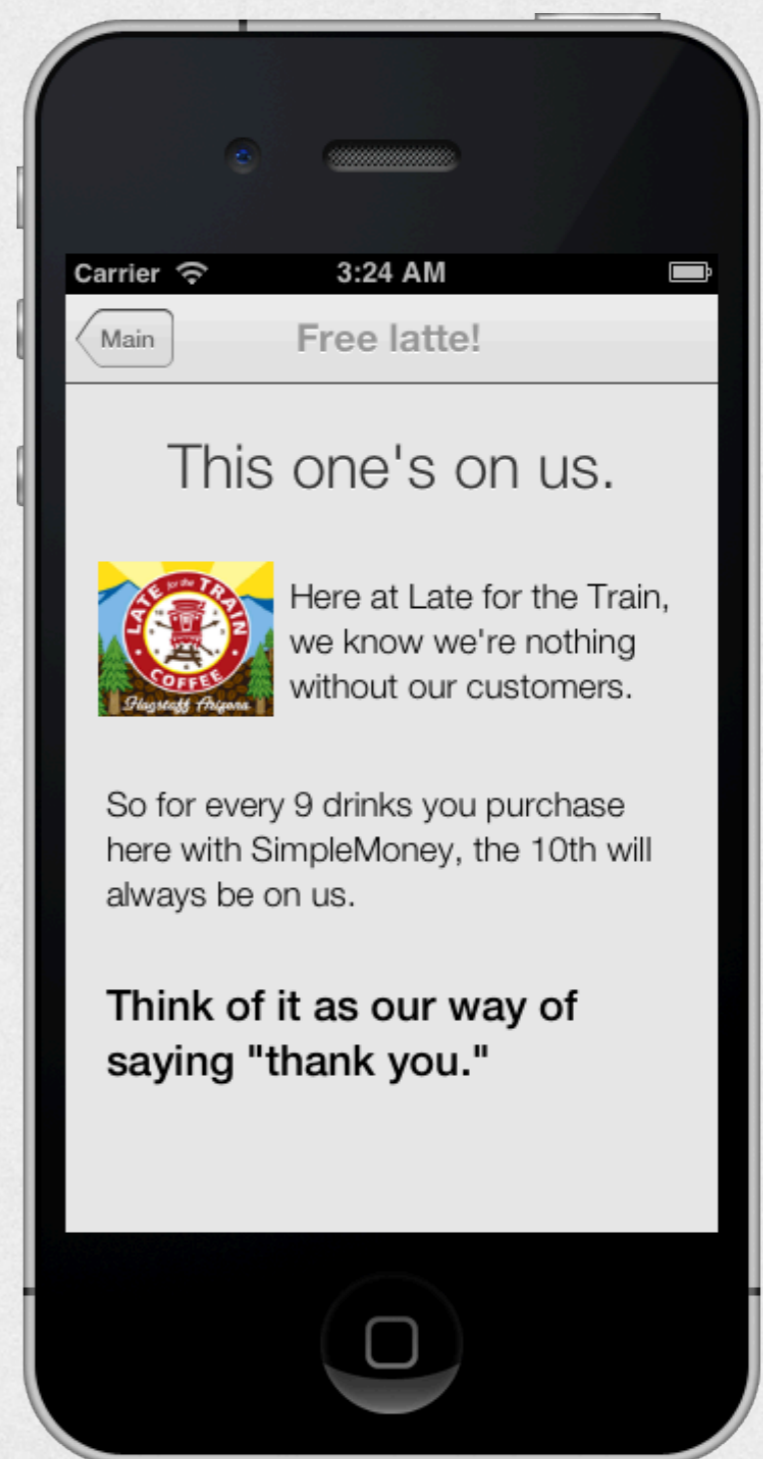 Carrier 3:24 AM
Main Free latte!
This one's on us.
LATE for the TRAIN
COFFEE
Flagstaff Arizona
Here at Late for the Train,
we know we're nothing
without our customers.
So for every 9 drinks you purchase
here with SimpleMoney, the 10th will
always be on us.
Think of it as our way of
saying "thank you."